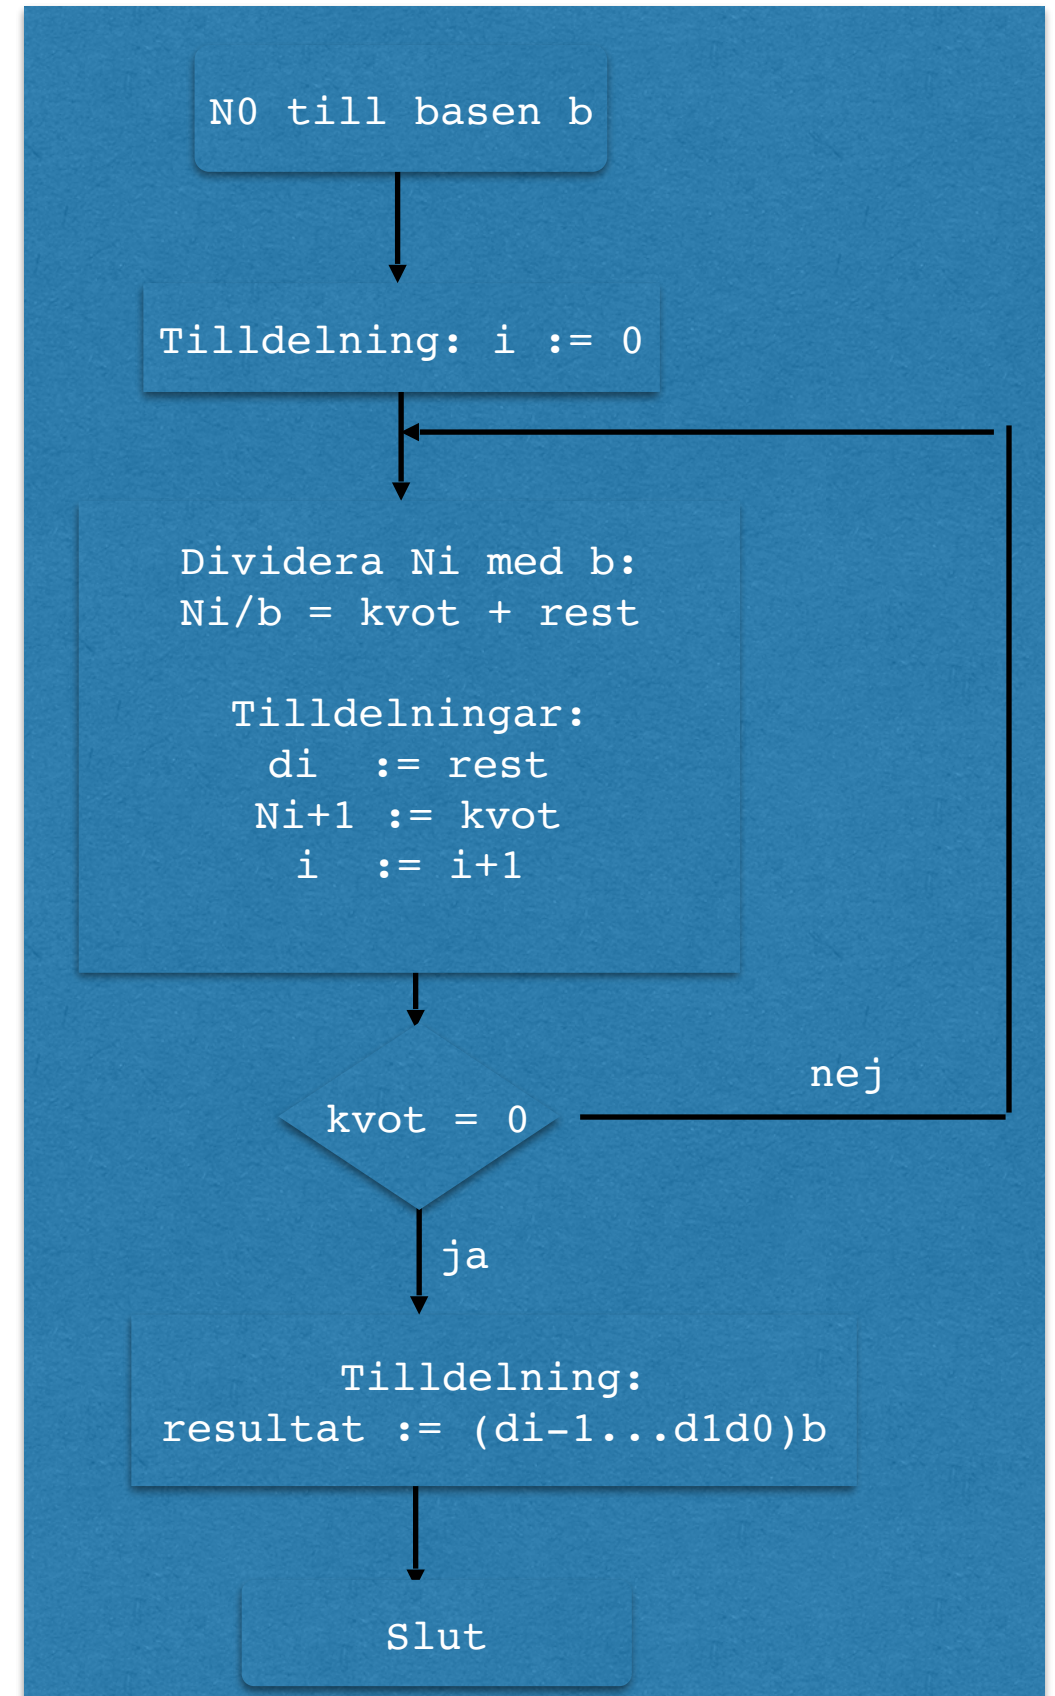 N0 till basen b
Tilldelning: i := 0
Dividera Ni med b:
Ni/b = kvot + rest
Tilldelningar:
di := rest
Ni+1 := kvot
i := i+1
kvot = 0
nej
ja
Tilldelning:
resultat := (di-1...d1d0)b
Slut